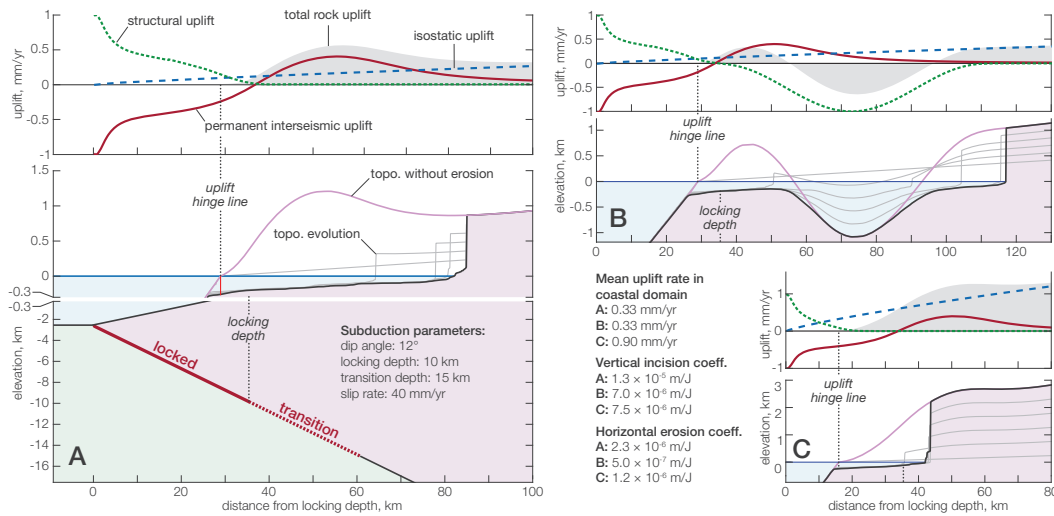 structural uplift
total rock uplift
isostatic uplift
permanent interseismic uplift
uplift, mm/yr
1
0.5
0
-0.5
-1
uplift
hinge line
topo. without erosion
topo. evolution
elevation, km
1.5
1
0.5
0
-0.3
locking
depth
-0.3
-2
-4
-6
-8
-10
-12
-14
-16
elevation, km
locked
transition
Subduction parameters:
dip angle: 12°
locking depth: 10 km
transition depth: 15 km
slip rate: 40 mm/yr
A
0 20 40 60 80 100
distance from locking depth, km
uplift, mm/yr
1
0.5
0
-0.5
-1
uplift
hinge line
elevation, km
1
0
-1
B
locking
depth
0 20 40 60 80 100 120
Mean uplift rate in
coastal domain
A: 0.33 mm/yr
B: 0.33 mm/yr
C: 0.90 mm/yr
Vertical incision coeff.
A: 1.3 × 10⁻⁵ m/J
B: 7.0 × 10⁻⁶ m/J
C: 7.5 × 10⁻⁶ m/J
Horizontal erosion coeff.
A: 2.3 × 10⁻⁶ m/J
B: 5.0 × 10⁻⁷ m/J
C: 1.2 × 10⁻⁶ m/J
uplift, mm/yr
1
0
-1
uplift
hinge line
elevation, km
3
2
1
0
C
0 20 40 60 80
distance from locking depth, km